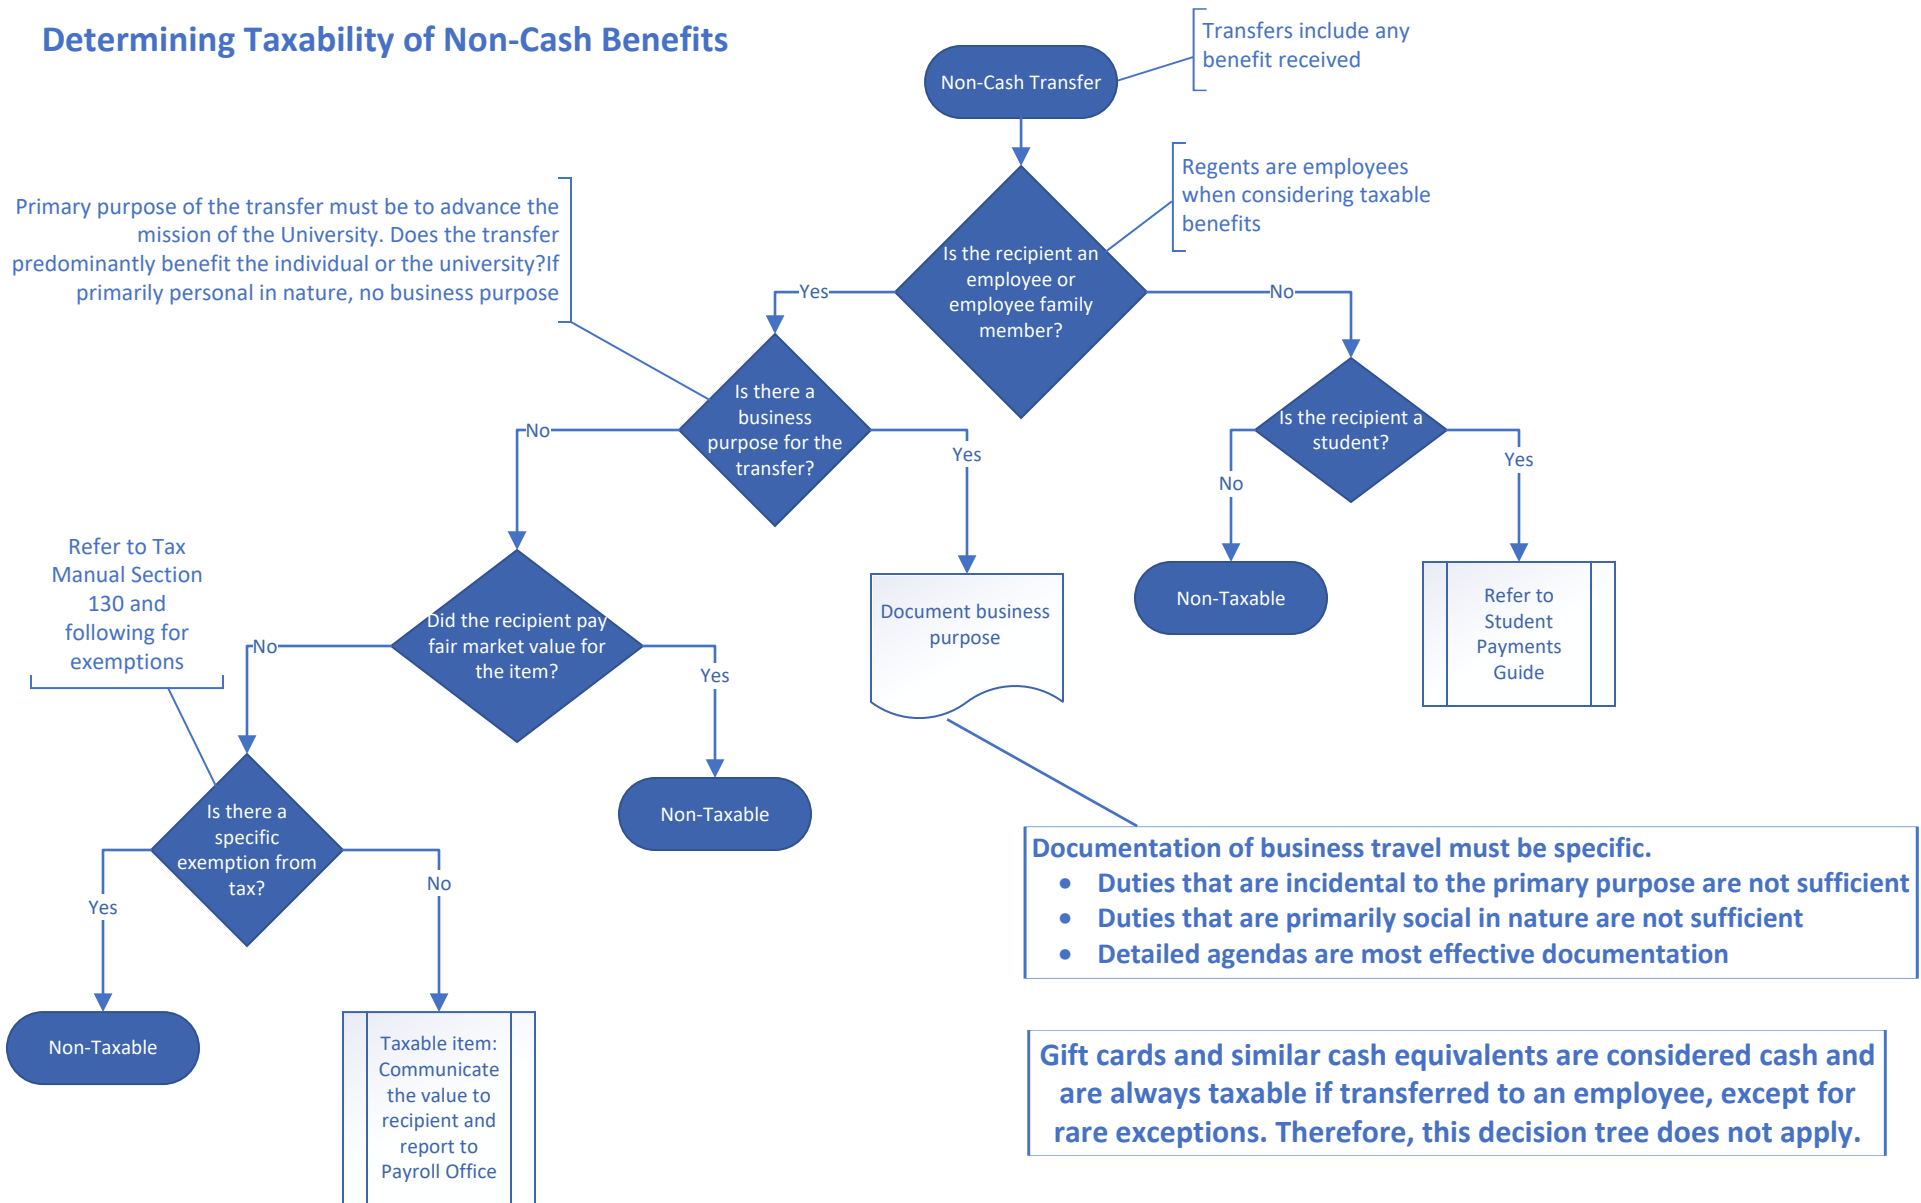 Determining Taxability of Non-Cash Benefits
Transfers include any
benefit received
Non-Cash Transfer
Regents are employees
when considering taxable
benefits
Primary purpose of the transfer must be to advance the
mission of the University. Does the transfer
predominantly benefit the individual or the university?If
primarily personal in nature, no business purpose
Is the recipient an
employee or
employee family
member?
Yes
No
Is there a
business
purpose for the
transfer?
Is the recipient a
student?
No
Yes
No
Yes
Refer to Tax
Manual Section
130 and
following for
exemptions
Did the recipient pay
fair market value for
the item?
Document business
purpose
Non-Taxable
Refer to
Student
Payments
Guide
No
Yes
Is there a
specific
exemption from
tax?
Non-Taxable
Yes
No
Documentation of business travel must be specific.
• Duties that are incidental to the primary purpose are not sufficient
• Duties that are primarily social in nature are not sufficient
• Detailed agendas are most effective documentation
Non-Taxable
Taxable item:
Communicate
the value to
recipient and
report to
Payroll Office
Gift cards and similar cash equivalents are considered cash and
are always taxable if transferred to an employee, except for
rare exceptions. Therefore, this decision tree does not apply.